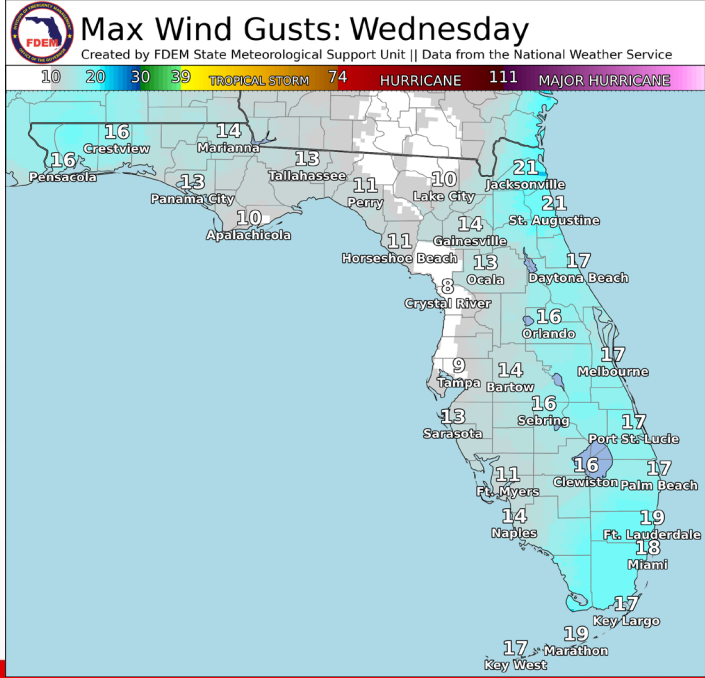 Max Wind Gusts: Wednesday
Created by FDEM State Meteorological Support Unit || Data from the National Weather Service
FDEM
10 20 30 39 TROPICAL STORM 74 HURRICANE 111 MAJOR HURRICANE
16
Crestview
14
Marianna
16
Pensacola
13
Tallahassee
13
Panama City
11
Perry
10
Lake City
21
Jacksonville
10
Apalachicola
21
St. Augustine
14
Gainesville
11
Horseshoe Beach
13
Ocala
17
Daytona Beach
8
Crystal River
16
Orlando
9
Tampa
14
Bartow
17
Melbourne
13
Sarasota
16
Sebring
17
Port St. Lucie
11
Ft. Myers
16
Clewiston
17
Palm Beach
14
Naples
19
Ft. Lauderdale
18
Miami
17
Key Largo
19
Marathon
17
Key West